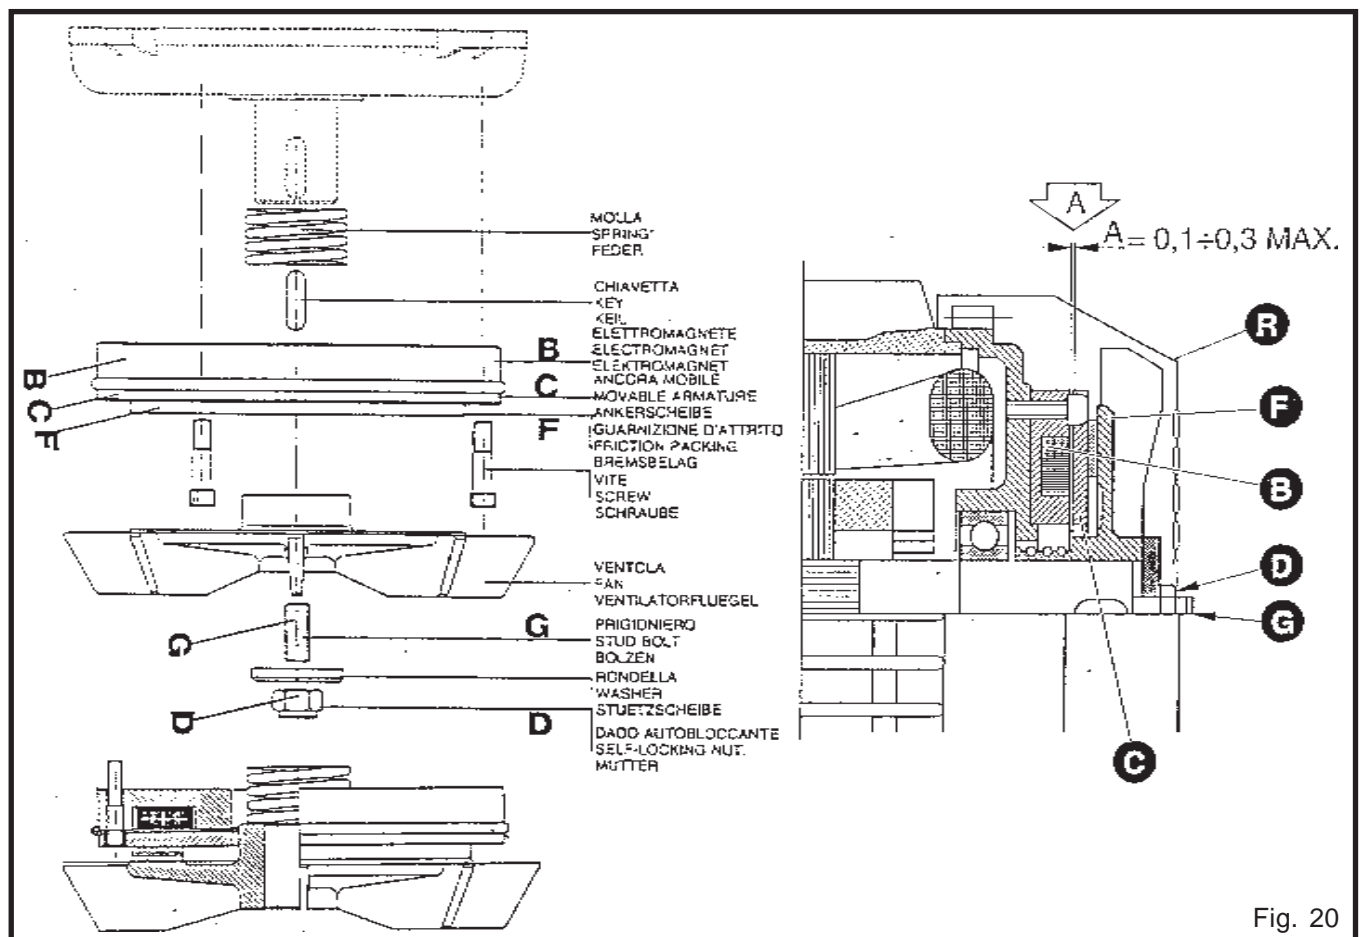 MOLLA
SPRING
FEDER
CHIAVETTA
KEY
KEIL
ELETTROMAGNETE
B
ELECTROMAGNET
ELEKTROMAGNET
ANCORA MOBILE
C
MOVABLE ARMATURE
ANKERSCHEIBE
F
GUARNIZIONE D'ATTRITO
FRICTION PACKING
BREMSBELAG
VITE
SCREW
SCHRAUBE
B
C
F
VENTOLA
FAN
VENTILATORFLUEGEL
G
G
PRIGIONIERO
STUD BOLT
BOLZEN
RONDELLA
WASHER
STUETZSCHEIBE
D
D
DADO AUTOBLOCCANTE
SELF-LOCKING NUT.
MUTTER
A
A= 0,1÷0,3 MAX.
R
F
B
D
G
C
Fig. 20